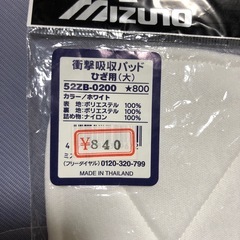 MIZUNO
衝撃吸収パッド
ひざ用(大)
52ZB-0200 ★800
カラー/ホワイト
表 地:ポリエステル 100%
裏 地:ポリエステル 100%
詰め物:ナイロン 100%
4
¥840
ミ
(フリーダイヤル) 0120-320-799
MADE IN THAILAND